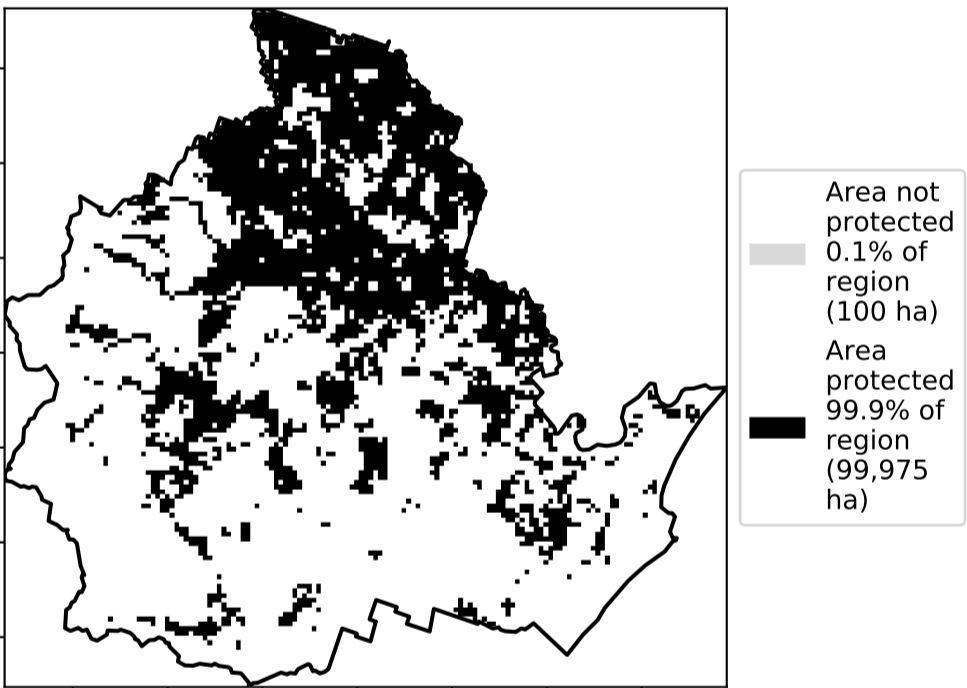 Area not
protected
0.1% of
region
(100 ha)
Area
protected
99.9% of
region
(99,975
ha)